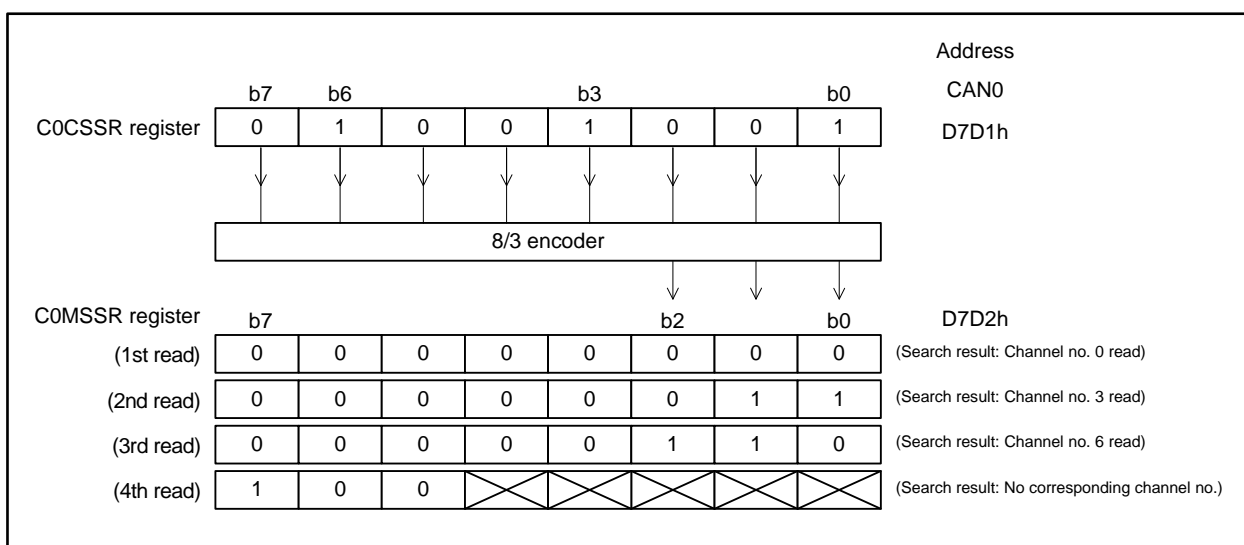 Address
b7 b6 b3 b0 CAN0
C0CSSR register 0 1 0 0 1 0 0 1 D7D1h
8/3 encoder
C0MSSR register b7 b2 b0 D7D2h
(1st read) 0 0 0 0 0 0 0 0 (Search result: Channel no. 0 read)
(2nd read) 0 0 0 0 0 0 1 1 (Search result: Channel no. 3 read)
(3rd read) 0 0 0 0 0 1 1 0 (Search result: Channel no. 6 read)
(4th read) 1 0 0 (Search result: No corresponding channel no.)